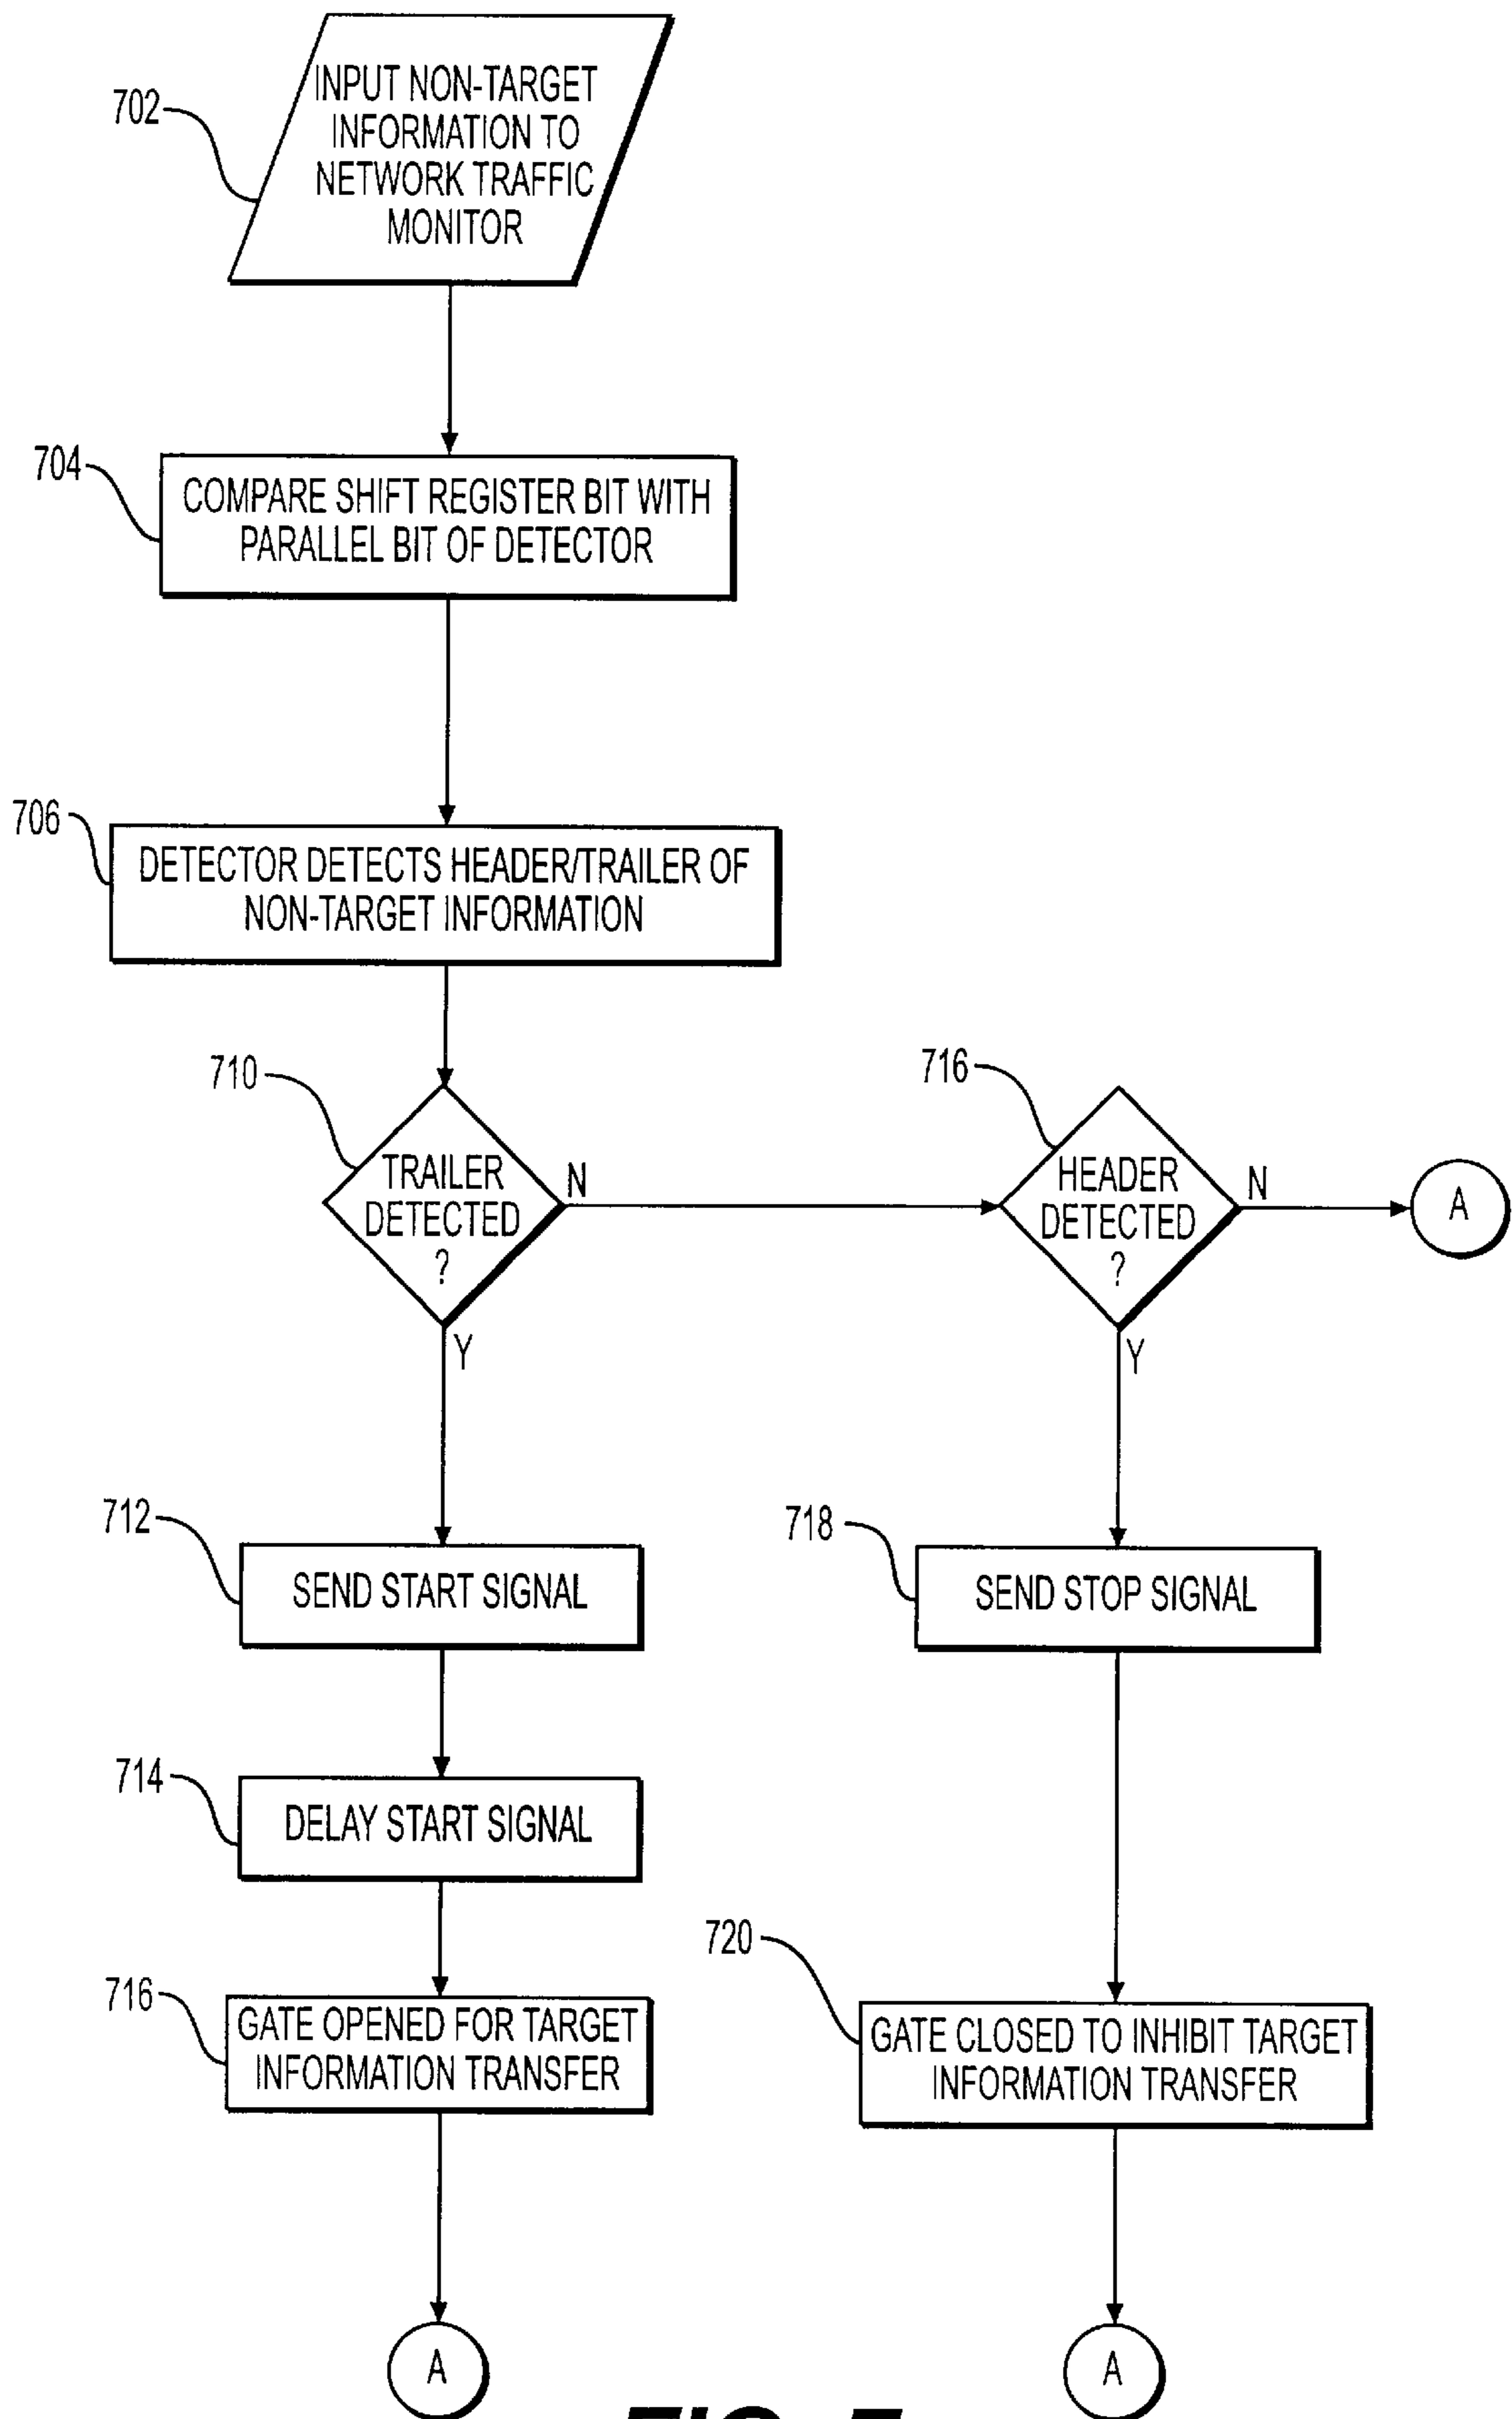 702
INPUT NON-TARGET
INFORMATION TO
NETWORK TRAFFIC
MONITOR
704
COMPARE SHIFT REGISTER BIT WITH
PARALLEL BIT OF DETECTOR
706
DETECTOR DETECTS HEADER/TRAILER OF
NON-TARGET INFORMATION
710
TRAILER
DETECTED
?
N
Y
716
HEADER
DETECTED
?
N
A
Y
712
SEND START SIGNAL
718
SEND STOP SIGNAL
714
DELAY START SIGNAL
716
GATE OPENED FOR TARGET
INFORMATION TRANSFER
720
GATE CLOSED TO INHIBIT TARGET
INFORMATION TRANSFER
A
A